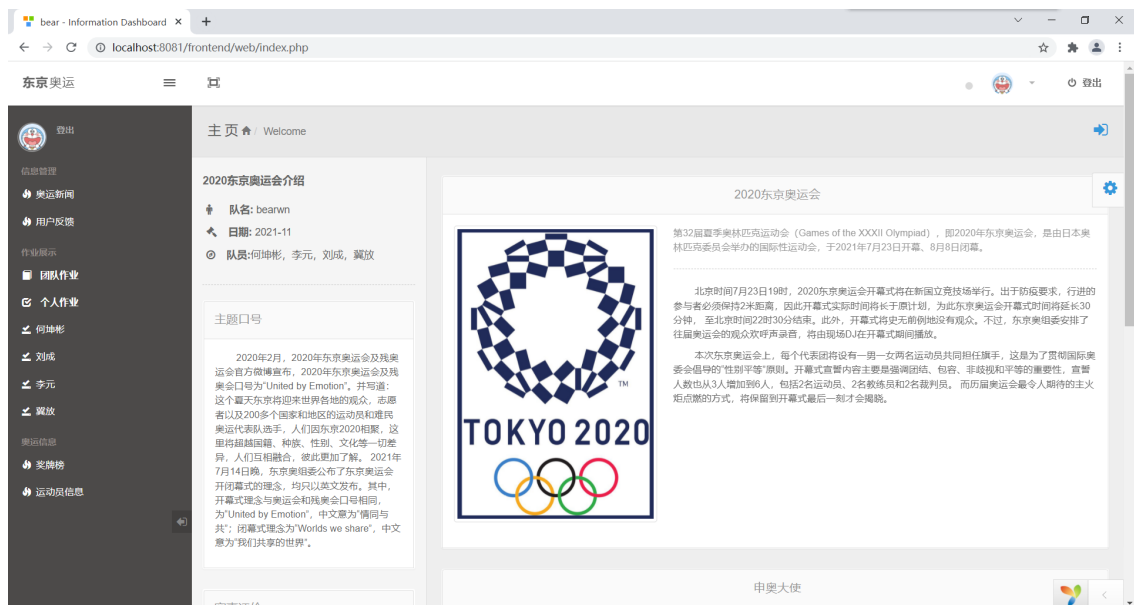 bear - Information Dashboard
localhost:8081/frontend/web/index.php
东京奥运
登出
登出
信息管理
奥运新闻
用户反馈
作业展示
团队作业
个人作业
何坤彬
刘成
李元
冀放
奥运信息
奖牌榜
运动员信息
主页 / Welcome
2020东京奥运会介绍
队名: bearwn
日期: 2021-11
队员:何坤彬，李元，刘成，冀放
主题口号
2020年2月，2020年东京奥运会及残奥
运会官方微博宣布，2020年东京奥运会及残
奥会口号为"United by Emotion"。并写道：
这个夏天东京将迎来世界各地的观众，志愿
者以及200多个国家和地区的运动员和难民
奥运代表队选手，人们因东京2020相聚，这
里将超越国籍、种族、性别、文化等一切差
异，人们互相融合，彼此更加了解。 2021年
7月14日晚，东京奥组委公布了东京奥运会
开闭幕式的理念，均只以英文发布。其中，
开幕式理念与奥运会和残奥会口号相同，
为"United by Emotion"，中文意为"情同与
共"；闭幕式理念为"Worlds we share"，中文
意为"我们共享的世界"。
2020东京奥运会
TM
TOKYO 2020
第32届夏季奥林匹克运动会（Games of the XXXII Olympiad），即2020年东京奥运会，是由日本奥
林匹克委员会举办的国际性运动会，于2021年7月23日开幕、8月8日闭幕。
北京时间7月23日19时，2020东京奥运会开幕式将在新国立竞技场举行。出于防疫要求，行进的
参与者必须保持2米距离，因此开幕式实际时间将长于原计划，为此东京奥运会开幕式时间将延长30
分钟， 至北京时间22时30分结束。此外，开幕式将史无前例地没有观众。不过，东京奥组委安排了
往届奥运会的观众欢呼声录音，将由现场DJ在开幕式期间播放。
本次东京奥运会上，每个代表团将设有一男一女两名运动员共同担任旗手，这是为了贯彻国际奥
委会倡导的"性别平等"原则。开幕式宣誓内容主要是强调团结、包容、非歧视和平等的重要性，宣誓
人数也从3人增加到6人，包括2名运动员、2名教练员和2名裁判员。 而历届奥运会最令人期待的主火
炬点燃的方式，将保留到开幕式最后一刻才会揭晓。
申奥大使